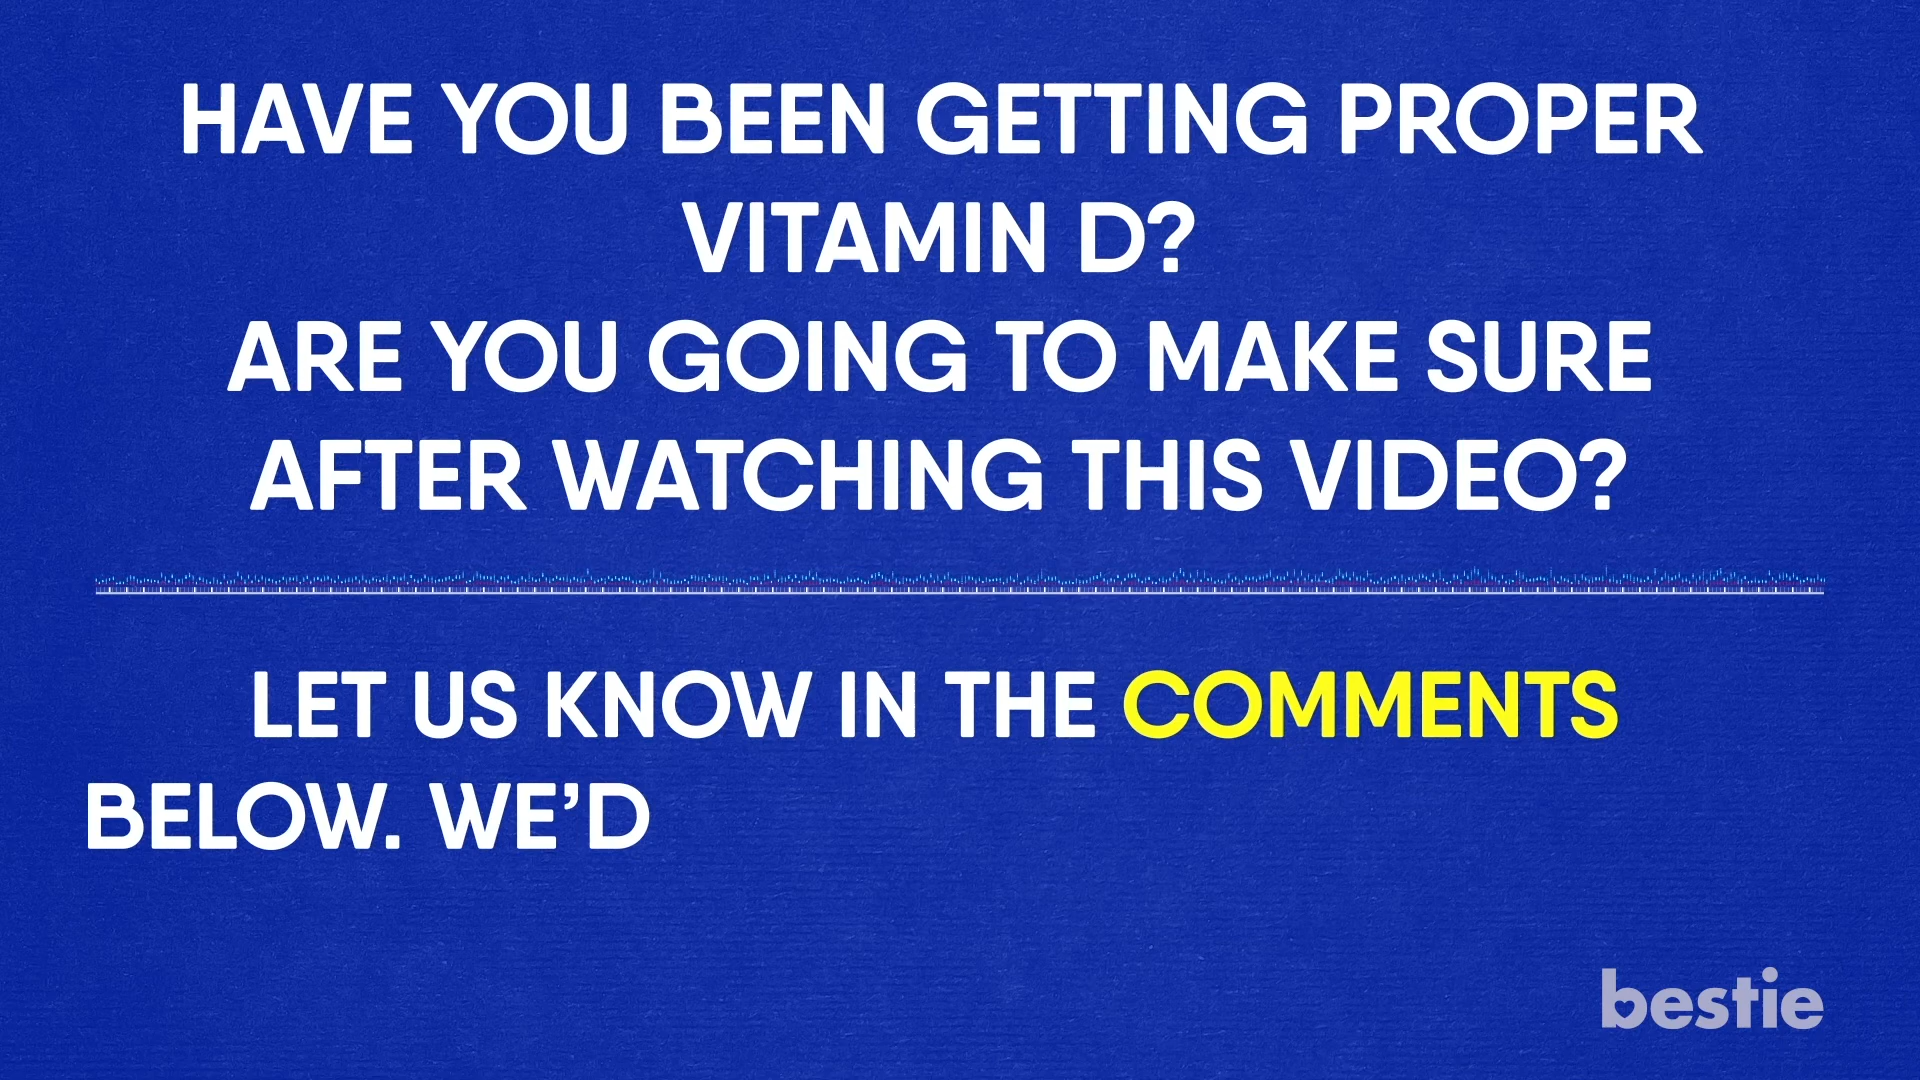 HAVE YOU BEEN GETTING PROPER
VITAMIN D?
ARE YOU GOING TO MAKE SURE
AFTER WATCHING THIS VIDEO?
LET US KNOW IN THE COMMENTS
BELOW. WE’D
bestie